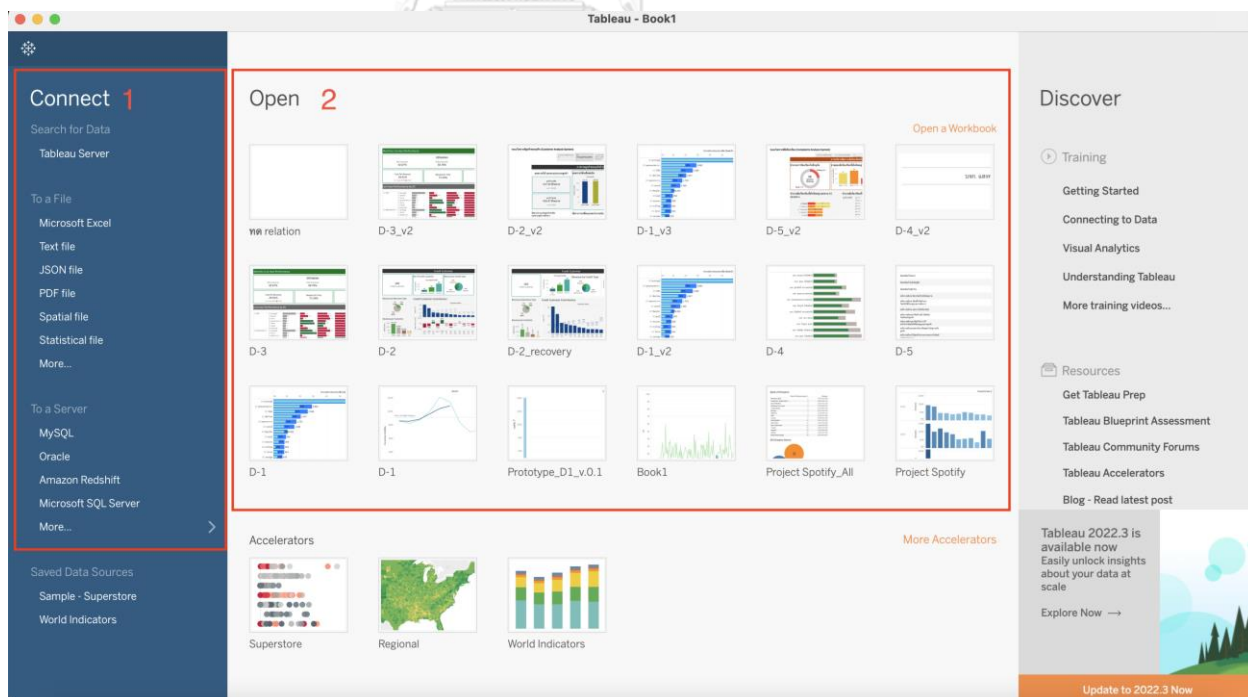 Tableau - Book1
Connect 1
Search for Data
Tableau Server
To a File
Microsoft Excel
Text file
JSON file
PDF file
Spatial file
Statistical file
More...
To a Server
MySQL
Oracle
Amazon Redshift
Microsoft SQL Server
More...
Saved Data Sources
Sample - Superstore
World Indicators
Open 2
Open a Workbook
ทด relation
D-3_v2
D-2_v2
D-1_v3
D-5_v2
D-4_v2
D-3
D-2
D-2_recovery
D-1_v2
D-4
D-5
D-1
D-1
Prototype_D1_v.0.1
Book1
Project Spotify_All
Project Spotify
Accelerators
More Accelerators
Superstore
Regional
World Indicators
Discover
Training
Getting Started
Connecting to Data
Visual Analytics
Understanding Tableau
More training videos...
Resources
Get Tableau Prep
Tableau Blueprint Assessment
Tableau Community Forums
Tableau Accelerators
Blog - Read latest post
Tableau 2022.3 is
available now
Easily unlock insights
about your data at
scale
Explore Now →
Update to 2022.3 Now